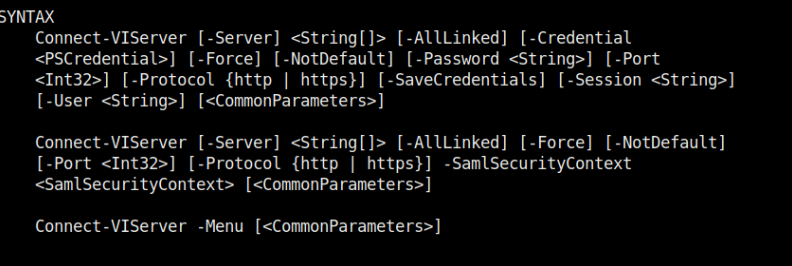 SYNTAX
Connect-VIServer [-Server] <String[]> [-AllLinked] [-Credential
<PSCredential>] [-Force] [-NotDefault] [-Password <String>] [-Port
<Int32>] [-Protocol {http | https}] [-SaveCredentials] [-Session <String>]
[-User <String>] [<CommonParameters>]
Connect-VIServer [-Server] <String[]> [-AllLinked] [-Force] [-NotDefault]
[-Port <Int32>] [-Protocol {http | https}] -SamlSecurityContext
<SamlSecurityContext> [<CommonParameters>]
Connect-VIServer -Menu [<CommonParameters>]